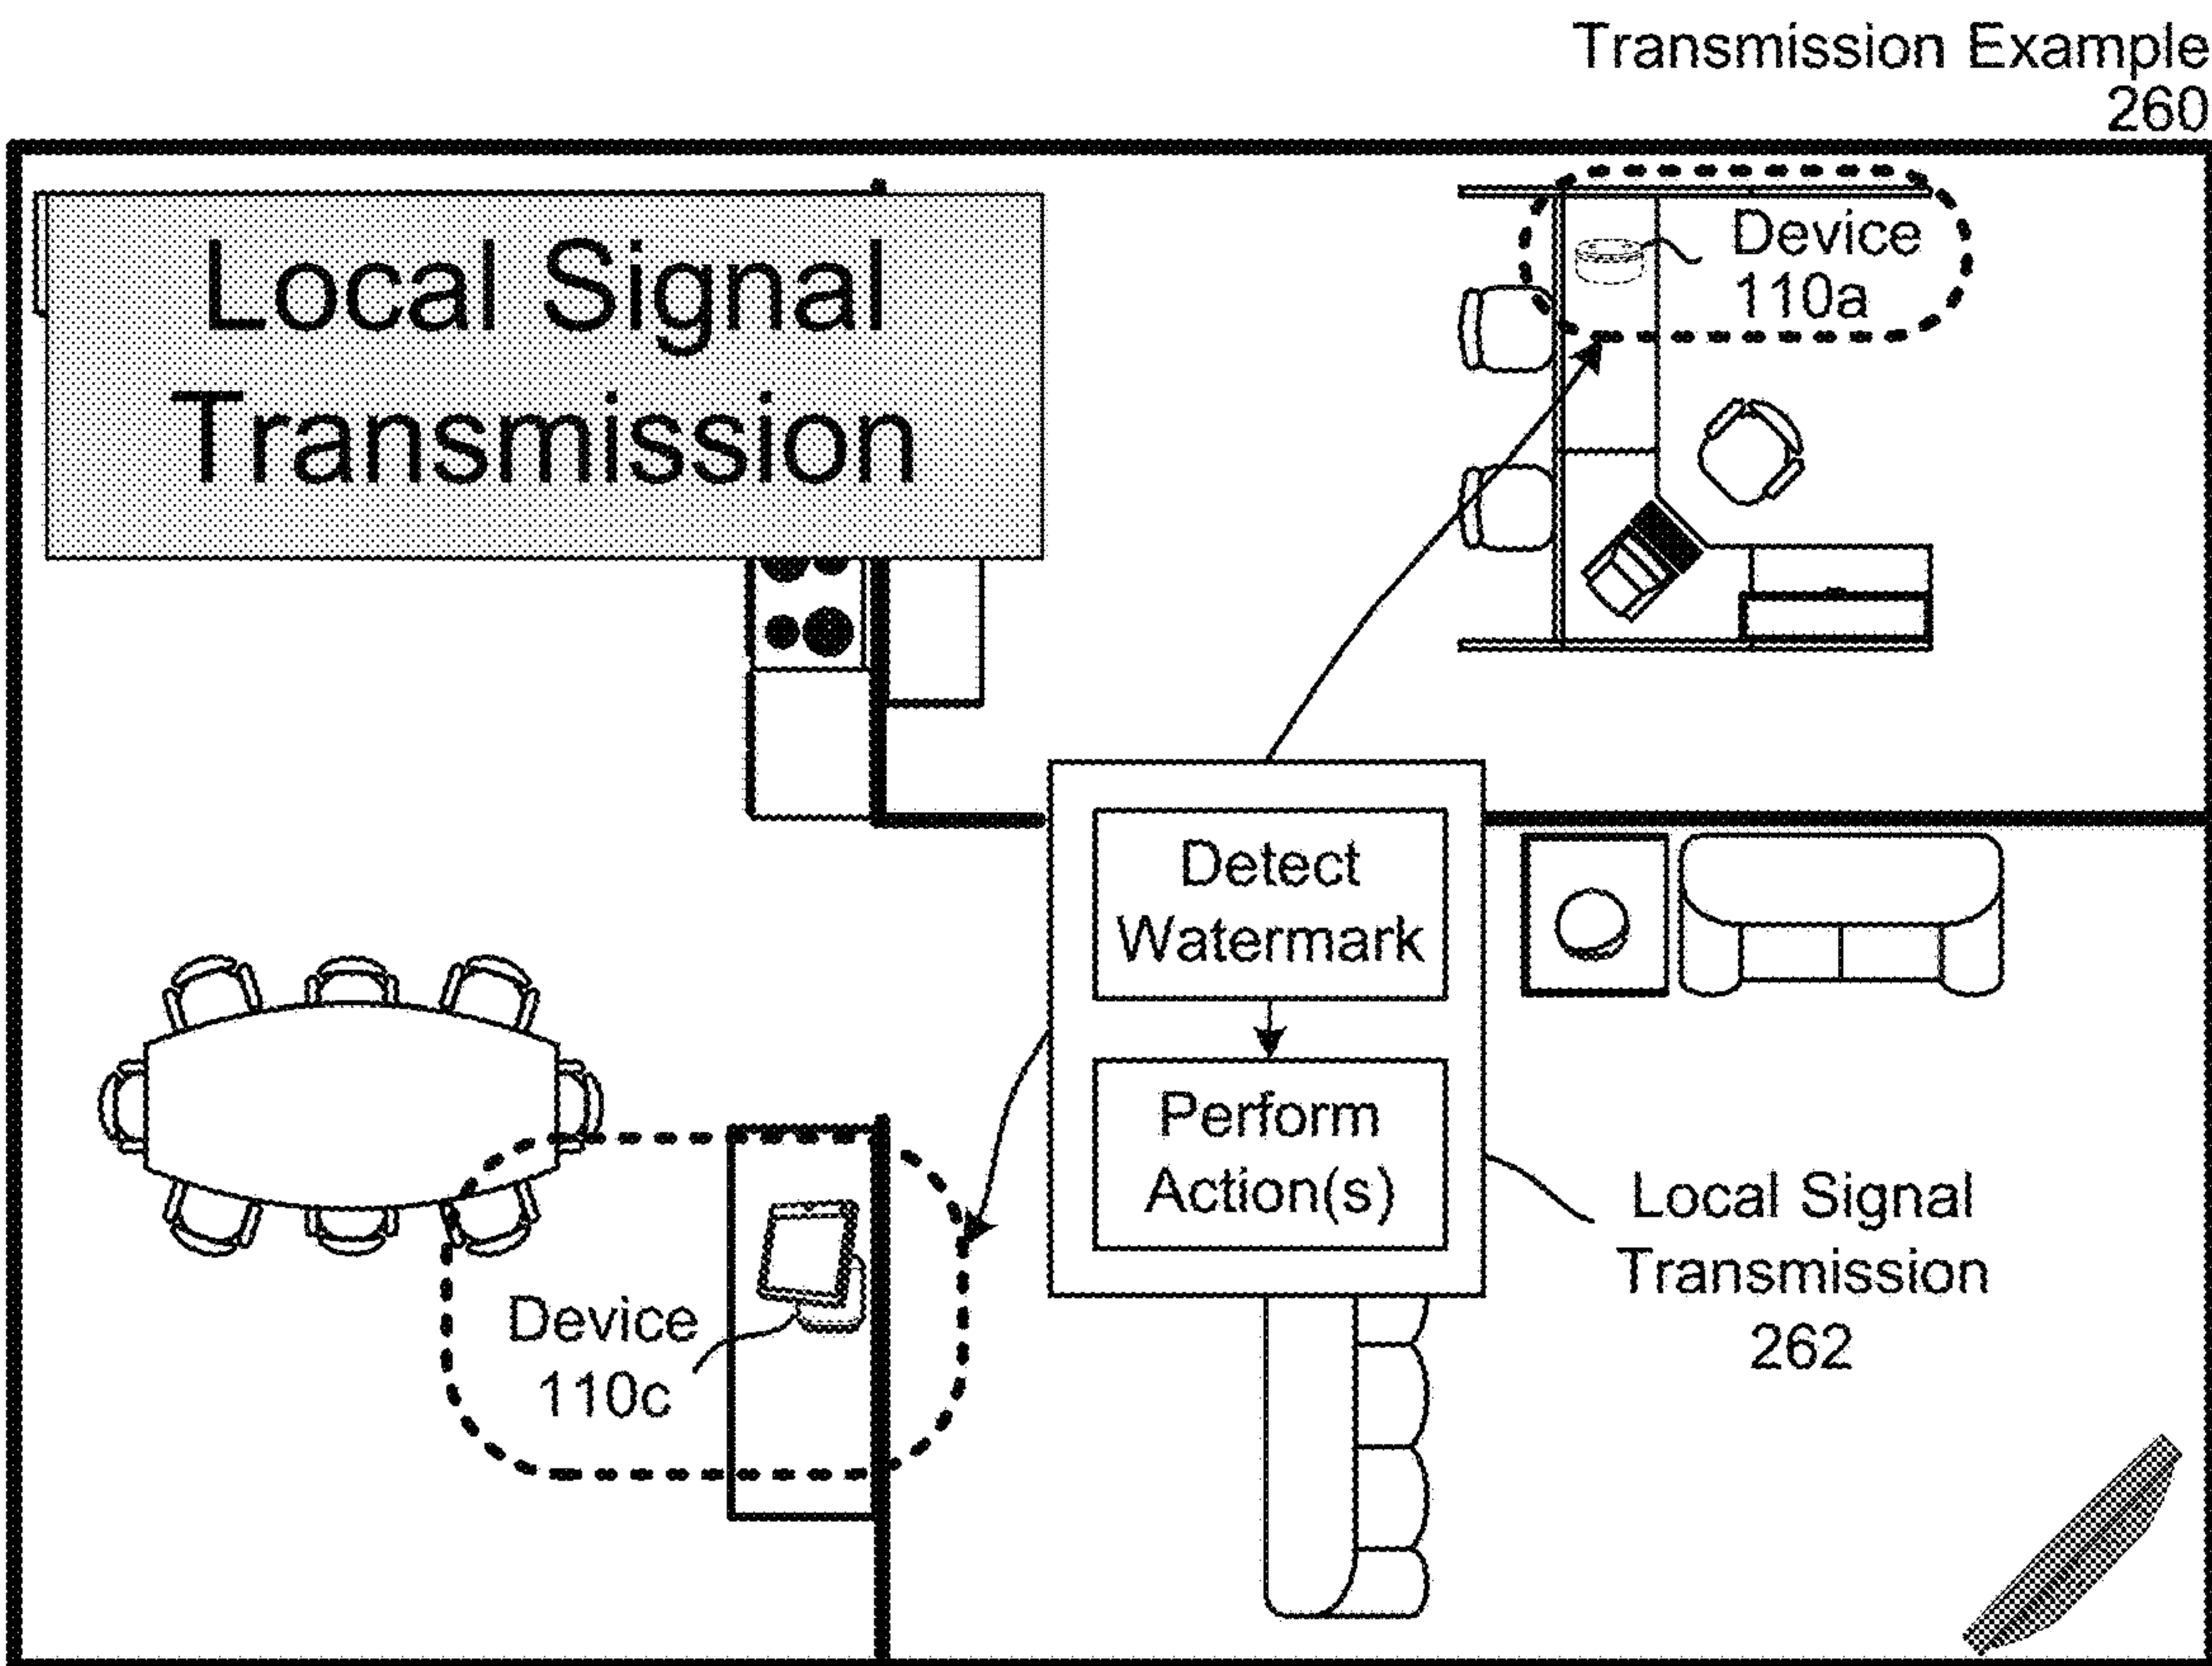 Transmission Example
260
Local Signal
Transmission
Device
110a
Detect
Watermark
Perform
Action(s)
Local Signal
Transmission
262
Device
110c